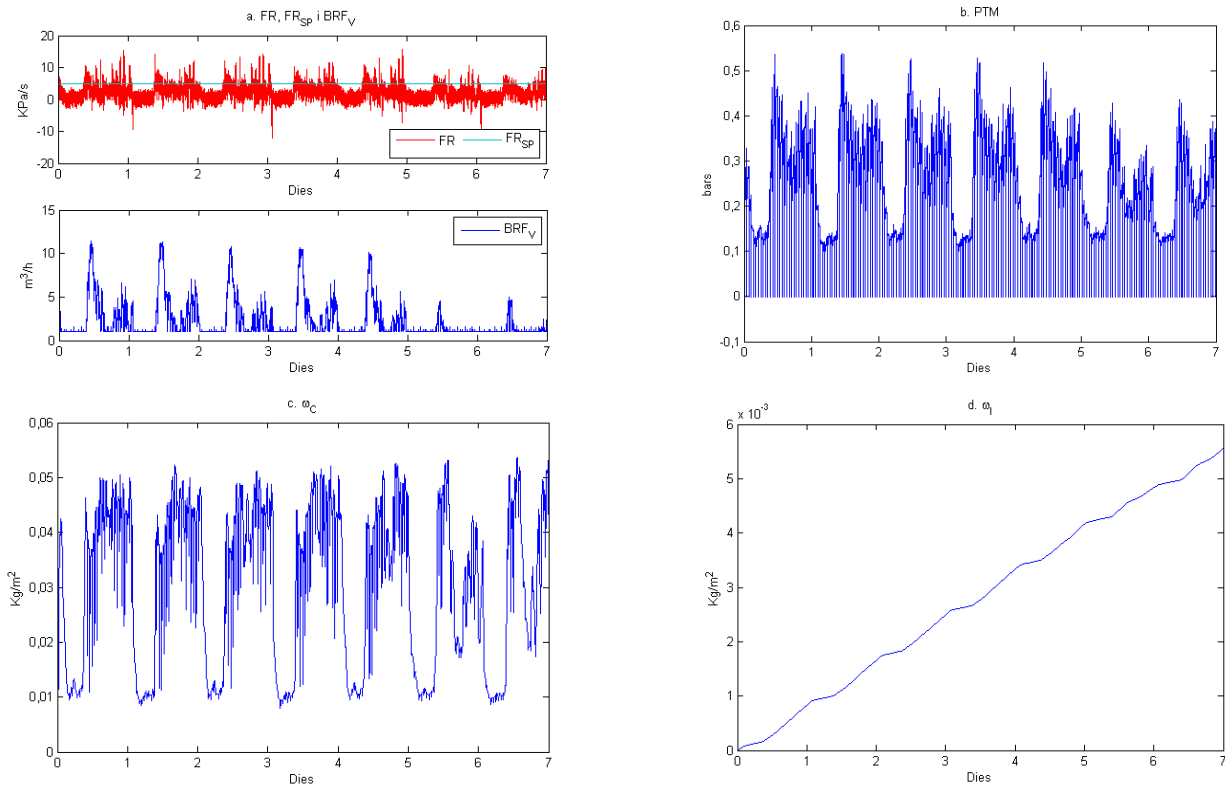 a. FR, FR_SP i BRF_V
20
10
0
-10
-20
KPa/s
FR
FR_SP
0 1 2 3 4 5 6 7
Dies
15
10
5
0
m³/h
BRF_V
0 1 2 3 4 5 6 7
Dies
b. PTM
0,6
0,5
0,4
0,3
0,2
0,1
0
-0,1
bars
0 1 2 3 4 5 6 7
Dies
c. ω_C
0,06
0,05
0,04
0,03
0,02
0,01
0
Kg/m²
0 1 2 3 4 5 6 7
Dies
d. ω_I
6 x 10⁻³
5
4
3
2
1
0
Kg/m²
0 1 2 3 4 5 6 7
Dies